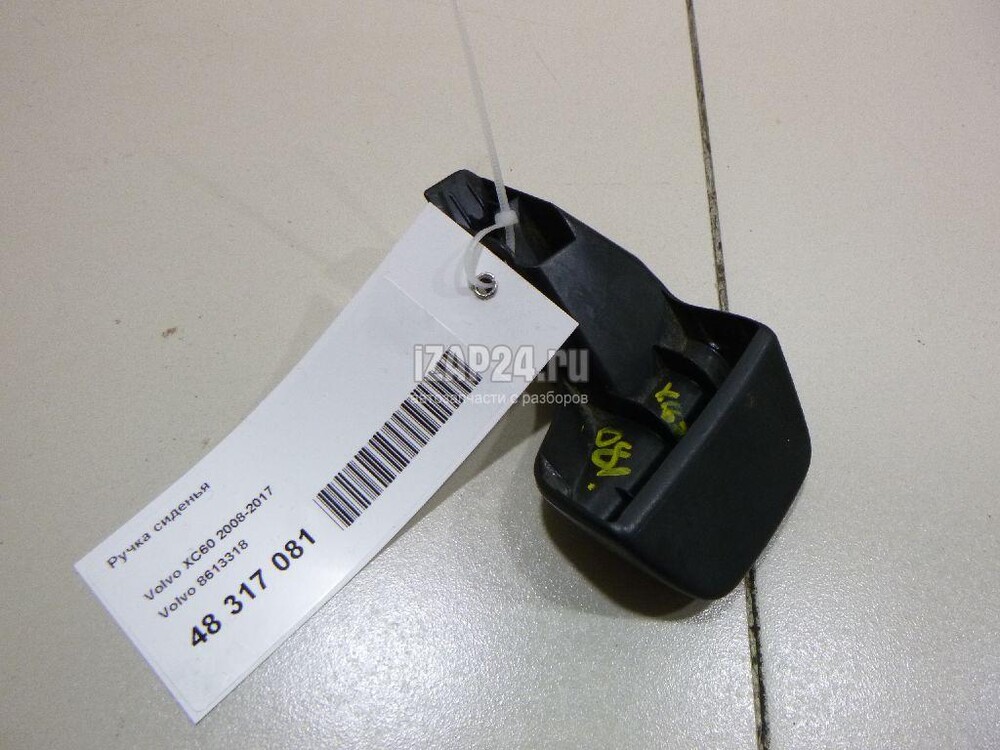 iZAP24.ru
автозапчасти с разборов
Ручка сиденья
Volvo XC60 2008-2017
Volvo 8613318
48 317 081